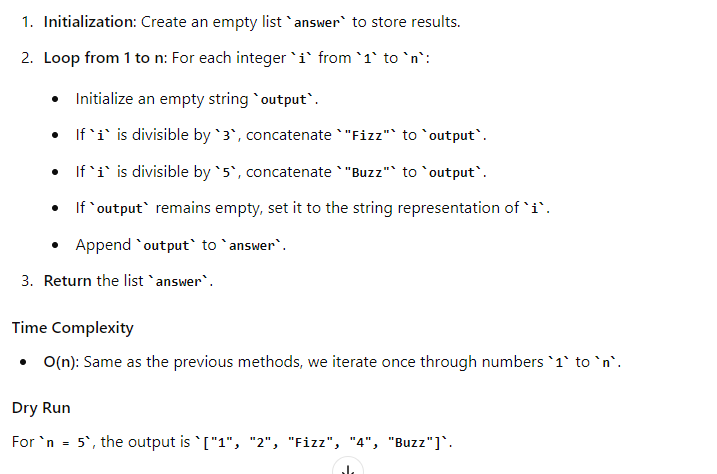 1. Initialization: Create an empty list `answer` to store results.
2. Loop from 1 to n: For each integer `i` from `1` to `n`:
• Initialize an empty string `output`.
• If `i` is divisible by `3`, concatenate `"Fizz"` to `output`.
• If `i` is divisible by `5`, concatenate `"Buzz"` to `output`.
• If `output` remains empty, set it to the string representation of `i`.
• Append `output` to `answer`.
3. Return the list `answer`.
Time Complexity
• O(n): Same as the previous methods, we iterate once through numbers `1` to `n`.
Dry Run
For `n = 5`, the output is `["1", "2", "Fizz", "4", "Buzz"]`.